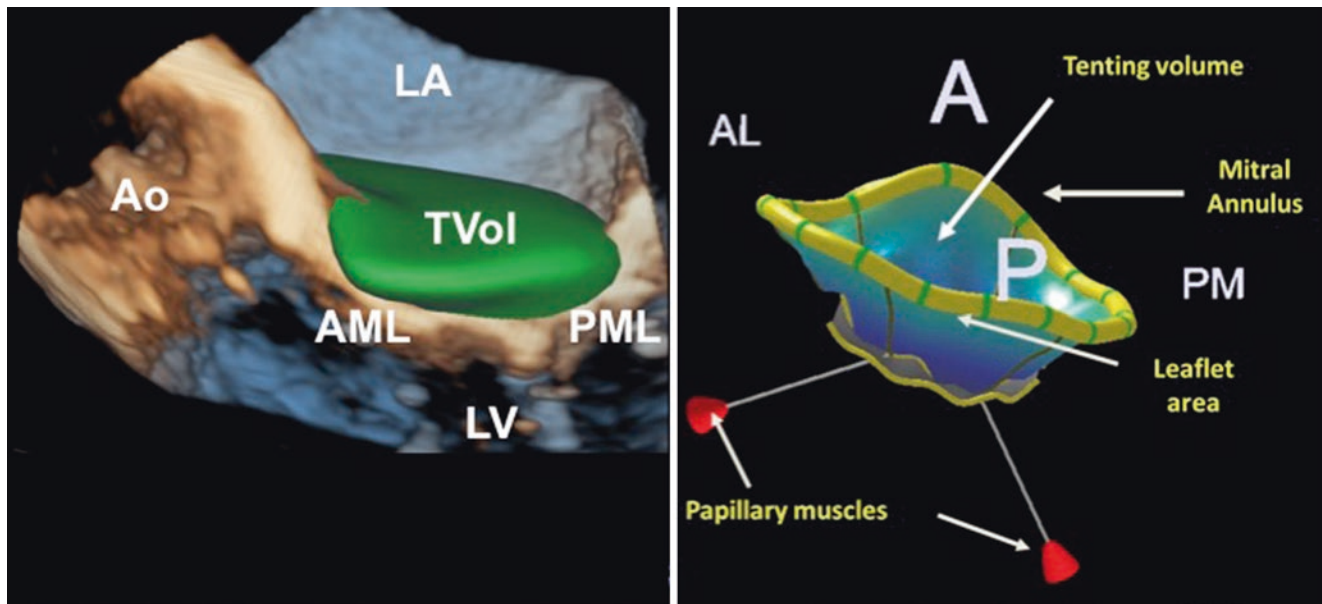 LA
Ao
TVol
AML
PML
LV
A
Tenting volume
AL
Mitral
Annulus
P
PM
Leaflet
area
Papillary muscles